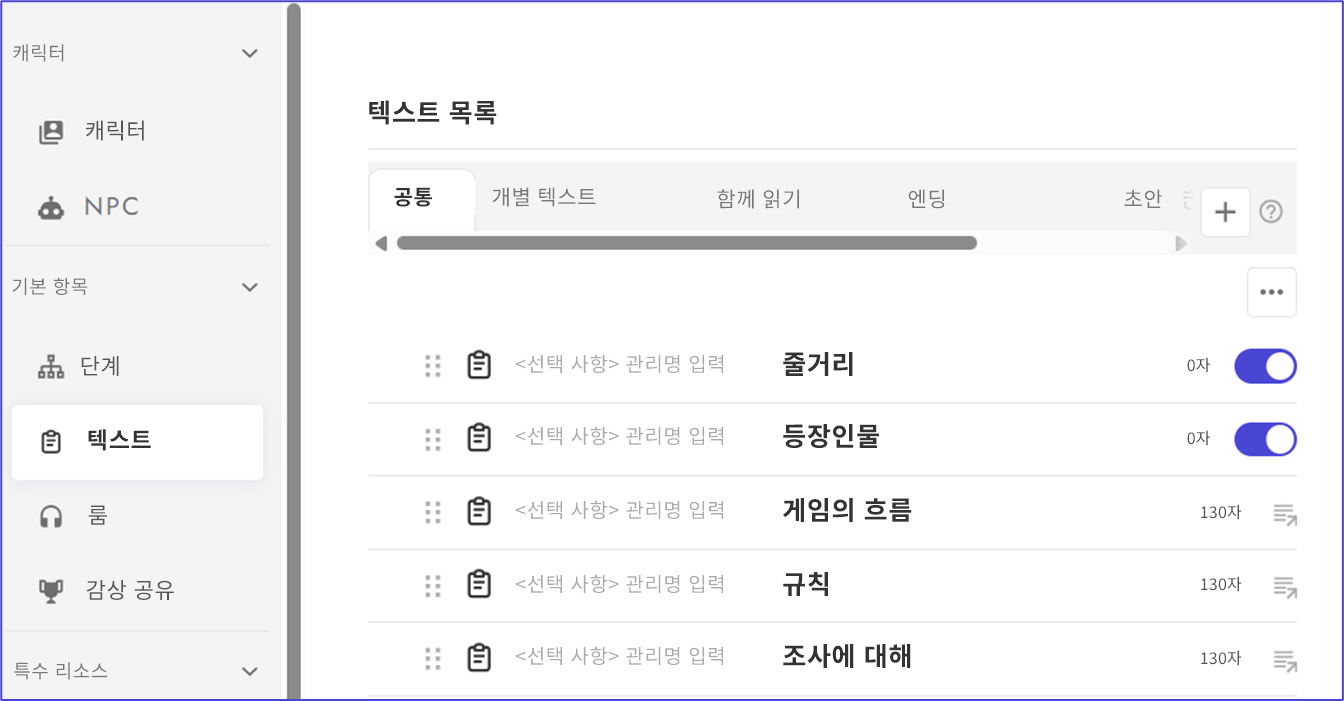 캐릭터
캐릭터
NPC
기본 항목
단계
텍스트
룸
감상 공유
특수 리소스
텍스트 목록
공통 개별 텍스트 함께 읽기 엔딩 초안
<선택 사항> 관리명 입력 줄거리 0자
<선택 사항> 관리명 입력 등장인물 0자
<선택 사항> 관리명 입력 게임의 흐름 130자
<선택 사항> 관리명 입력 규칙 130자
<선택 사항> 관리명 입력 조사에 대해 130자